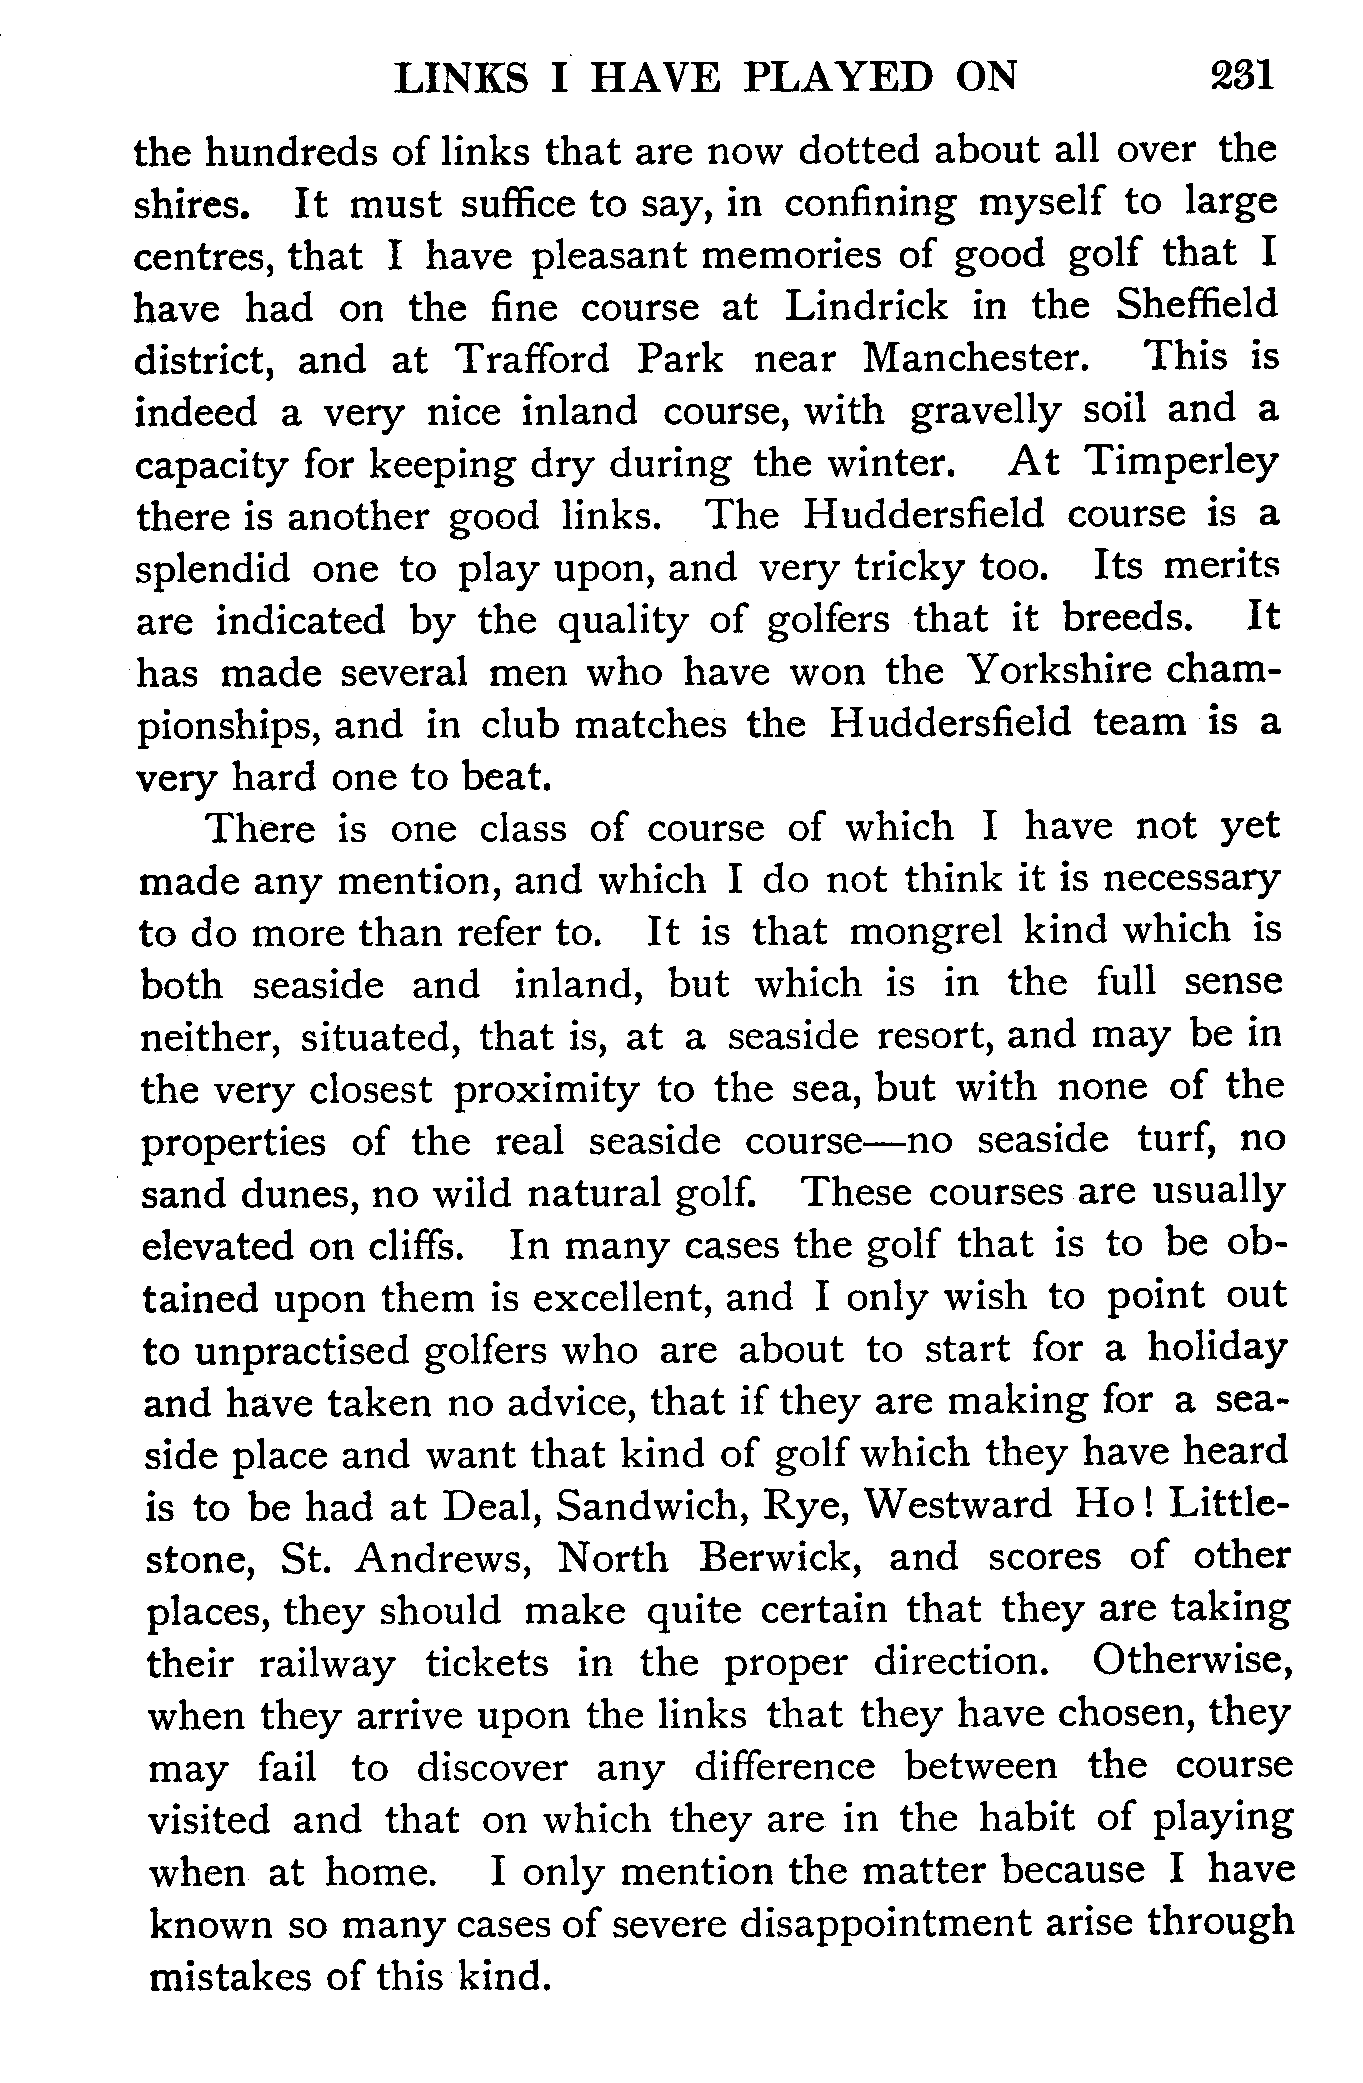 LINKS I HAVE PLAYED ON 231
the hundreds of links that are now dotted about all over the
shires. It must suffice to say, in confining myself to large
centres, that I have pleasant memories of good golf that I
have had on the fine course at Lindrick in the Sheffield
district, and at Trafford Park near Manchester. This is
indeed a very nice inland course, with gravelly soil and a
capacity for keeping dry during the winter. At Timperley
there is another good links. The Huddersfield course is a
splendid one to play upon, and very tricky too. Its merits
are indicated by the quality of golfers that it breeds. It
has made several men who have won the Yorkshire cham-
pionships, and in club matches the Huddersfield team is a
very hard one to beat.
There is one class of course of which I have not yet
made any mention, and which I do not think it is necessary
to do more than refer to. It is that mongrel kind which is
both seaside and inland, but which is in the full sense
neither, situated, that is, at a seaside resort, and may be in
the very closest proximity to the sea, but with none of the
properties of the real seaside course—no seaside turf, no
sand dunes, no wild natural golf. These courses are usually
elevated on cliffs. In many cases the golf that is to be ob-
tained upon them is excellent, and I only wish to point out
to unpractised golfers who are about to start for a holiday
and have taken no advice, that if they are making for a sea-
side place and want that kind of golf which they have heard
is to be had at Deal, Sandwich, Rye, Westward Ho! Little-
stone, St. Andrews, North Berwick, and scores of other
places, they should make quite certain that they are taking
their railway tickets in the proper direction. Otherwise,
when they arrive upon the links that they have chosen, they
may fail to discover any difference between the course
visited and that on which they are in the habit of playing
when at home. I only mention the matter because I have
known so many cases of severe disappointment arise through
mistakes of this kind.